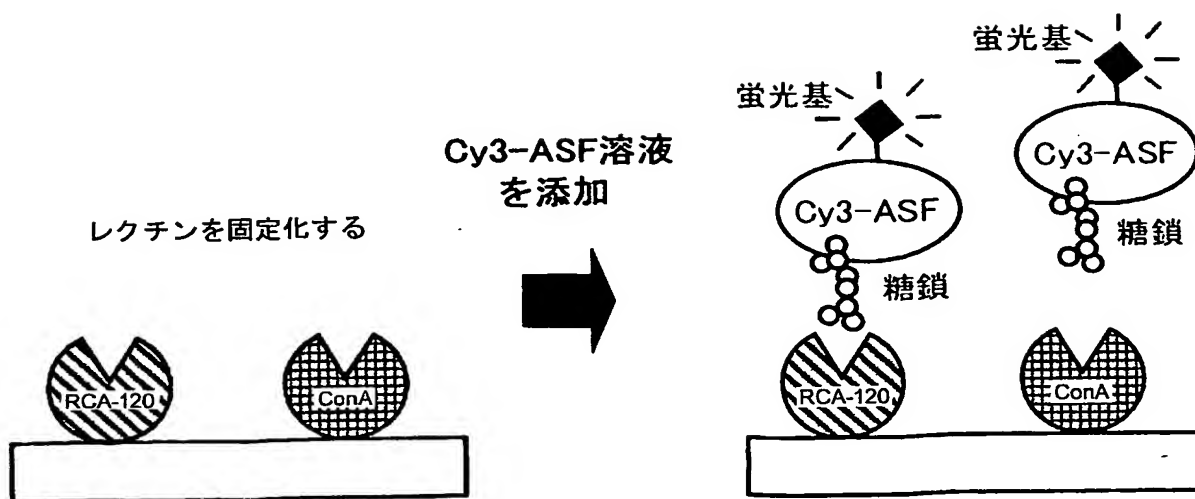 レクチンを固定化する
RCA-120
ConA
Cy3-ASF溶液
を添加
蛍光基
Cy3-ASF
糖鎖
RCA-120
蛍光基
Cy3-ASF
糖鎖
ConA